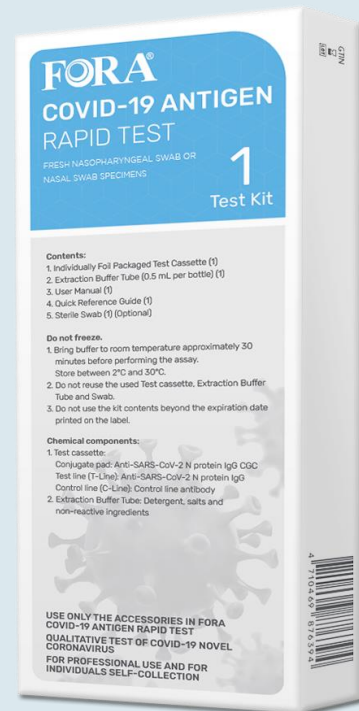 FORA®
COVID-19 ANTIGEN
RAPID TEST
FRESH NASOPHARYNGEAL SWAB OR
NASAL SWAB SPECIMENS
1
Test Kit
Contents:
1. Individually Foil Packaged Test Cassette (1)
2. Extraction Buffer Tube (0.5 mL per bottle) (1)
3. User Manual (1)
4. Quick Reference Guide (1)
5. Sterile Swab (1) (Optional)
Do not freeze.
1. Bring buffer to room temperature approximately 30
minutes before performing the assay.
Store between 2°C and 30°C.
2. Do not reuse the used Test cassette, Extraction Buffer
Tube and Swab.
3. Do not use the kit contents beyond the expiration date
printed on the label.
Chemical components:
1. Test cassette:
Conjugate pad: Anti-SARS-CoV-2 N protein IgG CGC
Test line (T-Line): Anti-SARS-CoV-2 N protein IgG
Control line (C-Line): Control line antibody
2. Extraction Buffer Tube: Detergent, salts and
non-reactive ingredients
USE ONLY THE ACCESSORIES IN FORA
COVID-19 ANTIGEN RAPID TEST
QUALITATIVE TEST OF COVID-19 NOVEL
CORONAVIRUS
FOR PROFESSIONAL USE AND FOR
INDIVIDUALS SELF-COLLECTION
GTIN
4 710469 876394